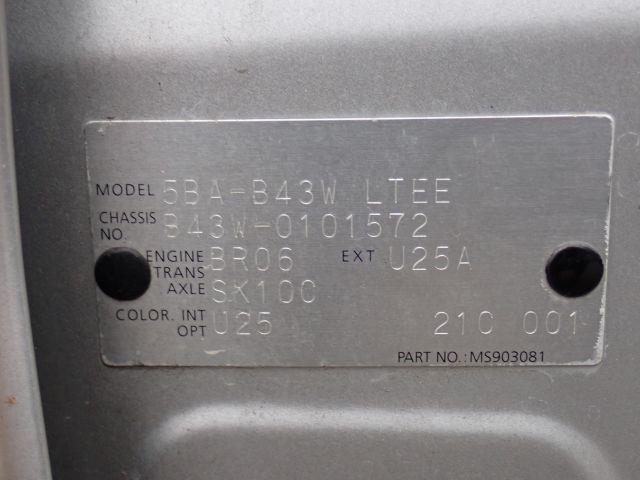 MODEL 5BA-B43W LTEE
CHASSIS NO. B43W-0101572
ENGINE BR06 EXT U25A
TRANS AXLE SK10C
COLOR. INT U25 21C 001
OPT
PART NO.: MS903081